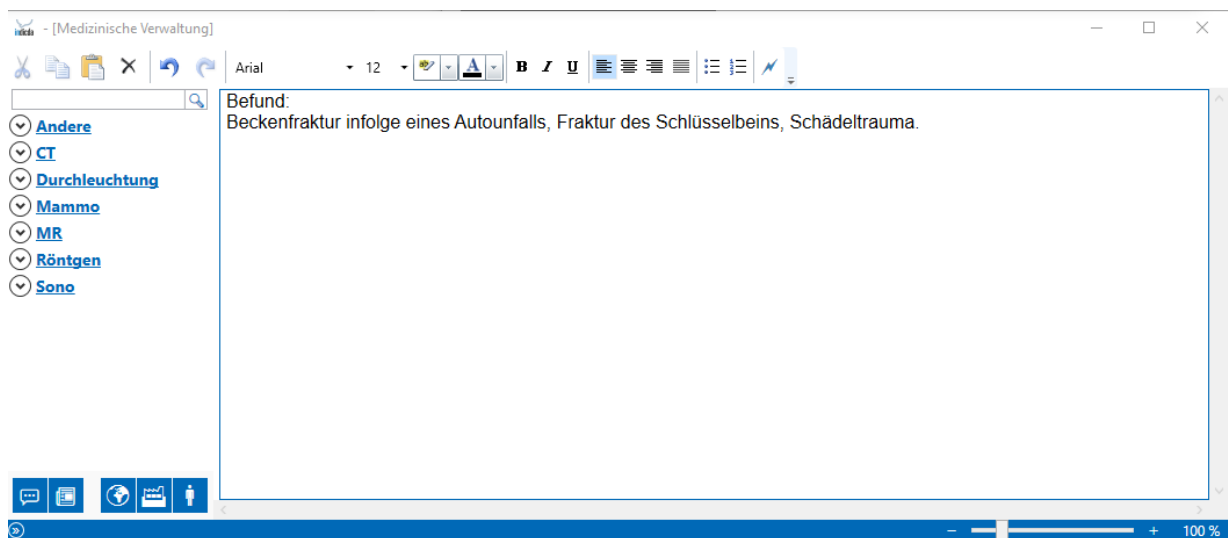 - [Medizinische Verwaltung]
Arial 12 A B I U
Befund:
Beckenfraktur infolge eines Autounfalls, Fraktur des Schlüsselbeins, Schädeltrauma.
Andere
CT
Durchleuchtung
Mammo
MR
Röntgen
Sono
100 %